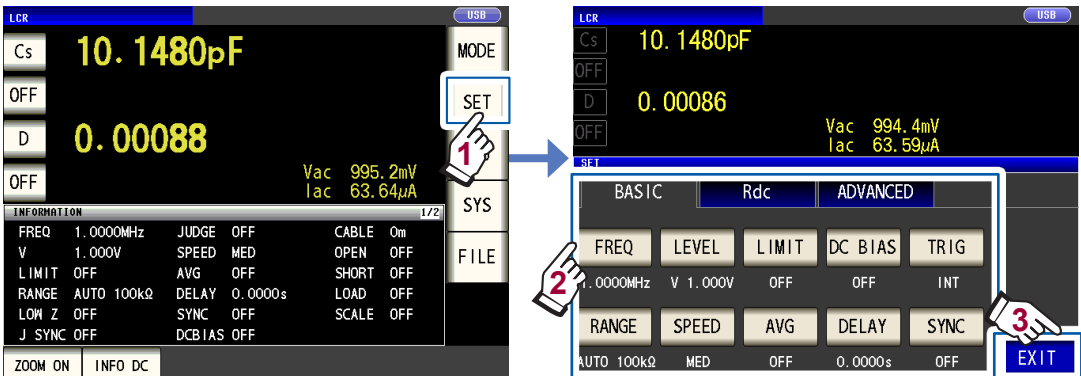 LCR
USB
Cs
10.1480pF
MODE
OFF
SET
D
0.00088
1
OFF
Vac 995.2mV
Iac 63.64μA
SYS
INFORMATION 1/2
FREQ 1.0000MHz JUDGE OFF CABLE 0m
V 1.000V SPEED MED OPEN OFF
LIMIT OFF AVG OFF SHORT OFF
RANGE AUTO 100kΩ DELAY 0.0000s LOAD OFF
LOW Z OFF SYNC OFF SCALE OFF
J SYNC OFF DCBIAS OFF
FILE
ZOOM ON INFO DC
LCR
USB
Cs
10.1480pF
OFF
D
0.00086
OFF
Vac 994.4mV
Iac 63.59μA
SET
BASIC Rdc ADVANCED
FREQ LEVEL LIMIT DC BIAS TRIG
2
.0000MHz V 1.000V OFF OFF INT
RANGE SPEED AVG DELAY SYNC
3
AUTO 100kΩ MED OFF 0.0000s OFF
EXIT